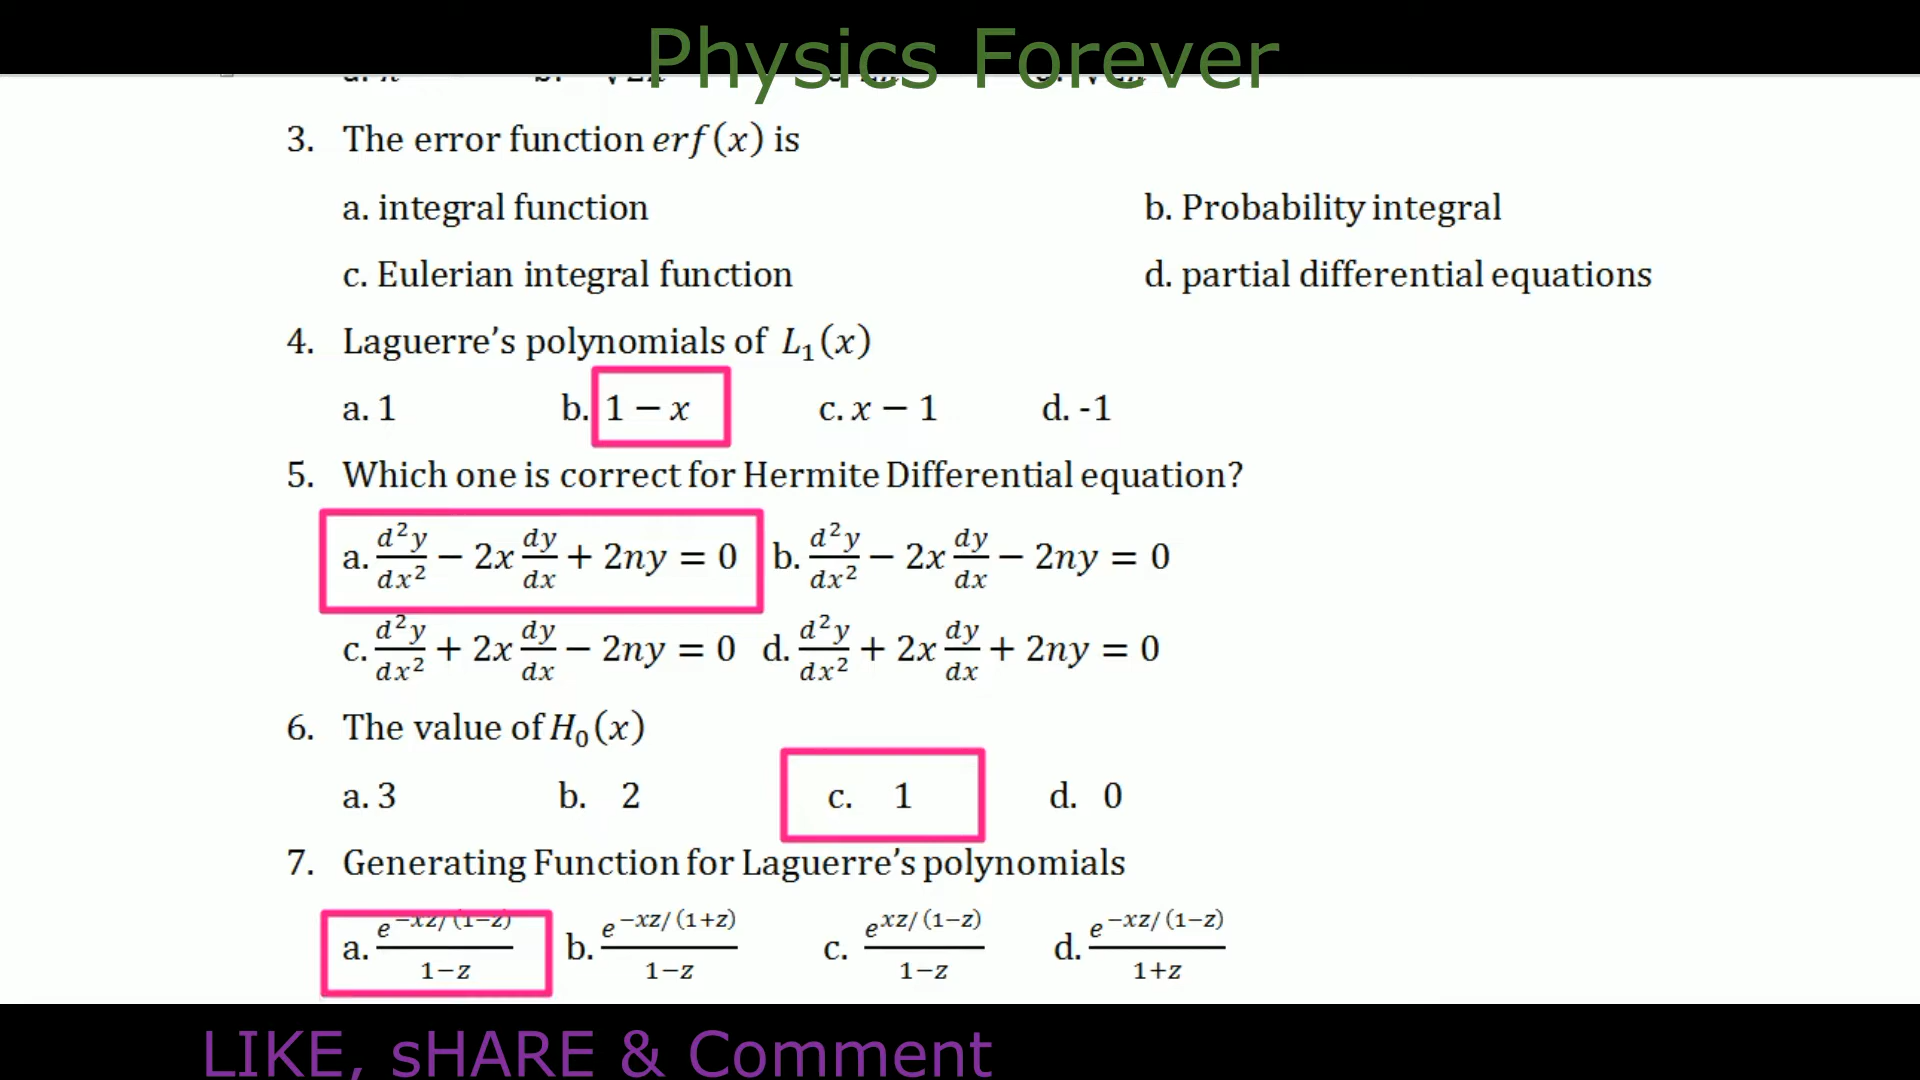 Physics Forever
3. The error function erf(x) is
a. integral function b. Probability integral
c. Eulerian integral function d. partial differential equations
4. Laguerre’s polynomials of L₁(x)
a. 1 b. 1 − x c. x − 1 d. -1
5. Which one is correct for Hermite Differential equation?
a. d²y/dx² − 2x dy/dx + 2ny = 0 b. d²y/dx² − 2x dy/dx − 2ny = 0
c. d²y/dx² + 2x dy/dx − 2ny = 0 d. d²y/dx² + 2x dy/dx + 2ny = 0
6. The value of H₀(x)
a. 3 b. 2 c. 1 d. 0
7. Generating Function for Laguerre’s polynomials
a. e^−xz/(1−z) / 1−z b. e^−xz/(1+z) / 1−z c. e^xz/(1−z) / 1−z d. e^−xz/(1−z) / 1+z
LIKE, sHARE & Comment